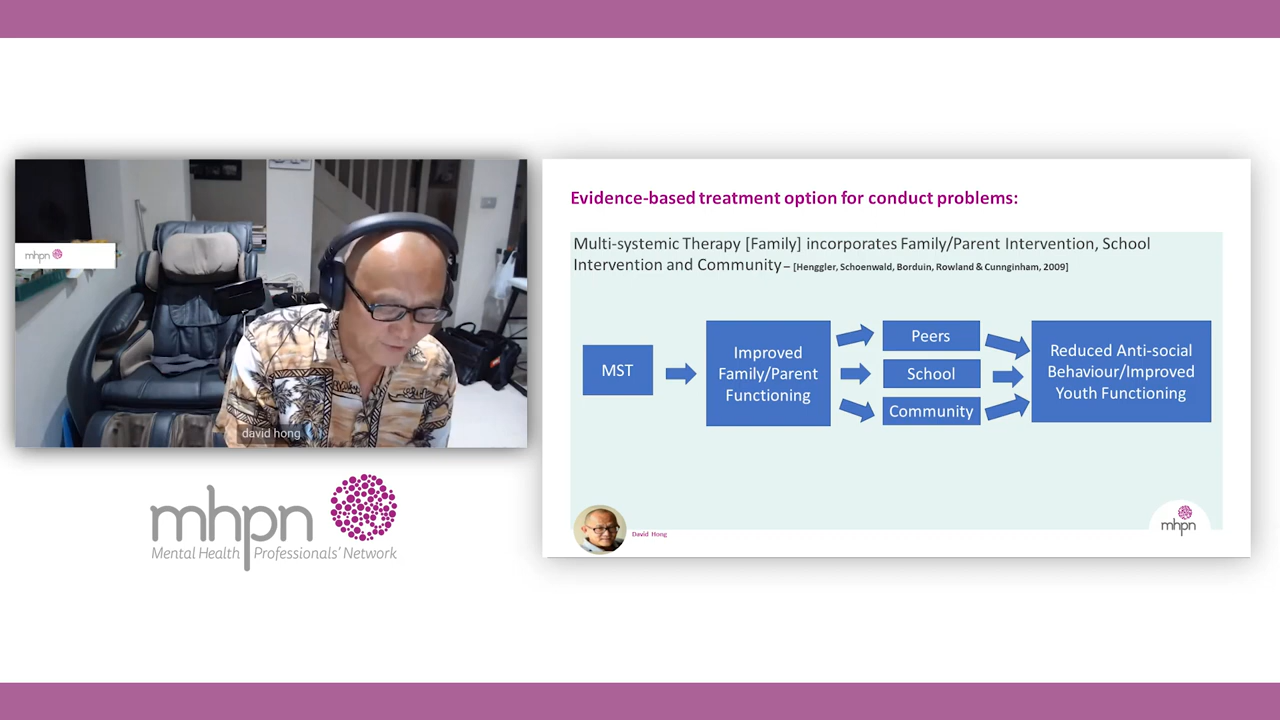 mhpn
david hong
mhpn
Mental Health Professionals' Network
Evidence-based treatment option for conduct problems:
Multi-systemic Therapy [Family] incorporates Family/Parent Intervention, School
Intervention and Community – [Henggler, Schoenwald, Borduin, Rowland & Cunnginham, 2009]
MST
Improved
Family/Parent
Functioning
Peers
School
Community
Reduced Anti-social
Behaviour/Improved
Youth Functioning
David Hong
mhpn